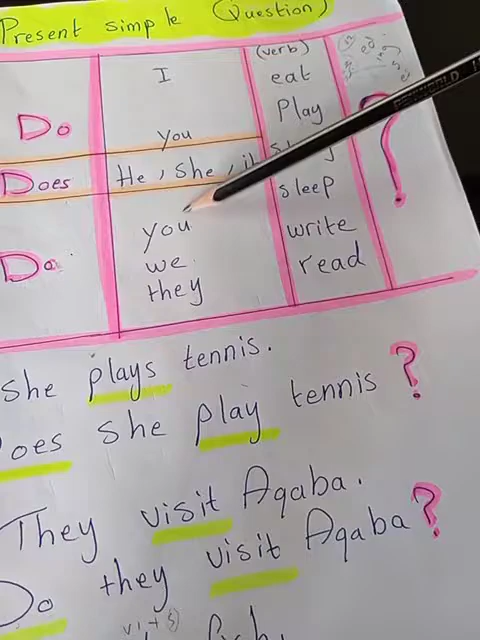 Present simple (Question)
(verb)
I
eat
Play
Do
you
Does
He, she, it
sleep
you
write
Do
we
read
they
?
She plays tennis.
Does she play tennis ?
They visit Aqaba.
Do they visit Aqaba ?